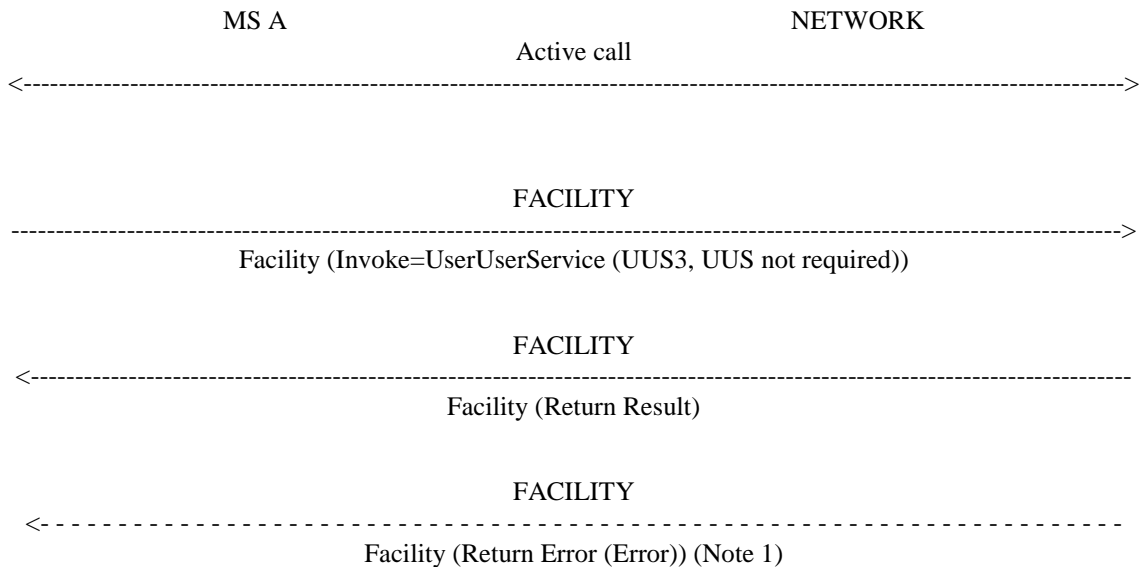 MS A NETWORK
Active call
<------------------------------------------------------------------------------------------------------------------------------>
FACILITY
------------------------------------------------------------------------------------------------------------------------------>
Facility (Invoke=UserUserService (UUS3, UUS not required))
FACILITY
<------------------------------------------------------------------------------------------------------------------------------
Facility (Return Result)
FACILITY
<- - - - - - - - - - - - - - - - - - - - - - - - - - - - - - - - - - - - - - - - - - - - - - - - - - - - - - - - - - - - - - - - - - - - - -
Facility (Return Error (Error)) (Note 1)